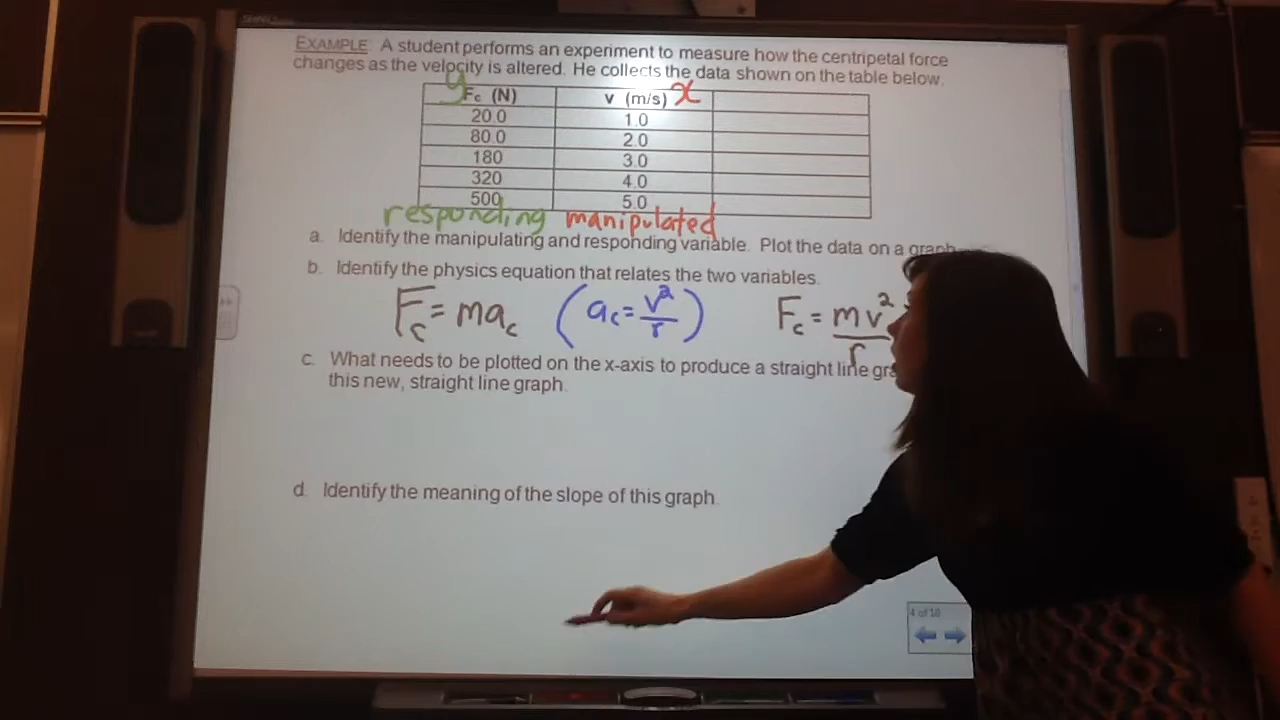 EXAMPLE: A student performs an experiment to measure how the centripetal force
changes as the velocity is altered. He collects the data shown on the table below.
y Fc (N) v (m/s) x
20.0 1.0
80.0 2.0
180 3.0
320 4.0
500 5.0
responding manipulated
a. Identify the manipulating and responding variable. Plot the data on a graph
b. Identify the physics equation that relates the two variables.
Fc = mac (ac = v²/r) Fc = mv²/r
c. What needs to be plotted on the x-axis to produce a straight line
this new, straight line graph.
d. Identify the meaning of the slope of this graph.
4 of 18